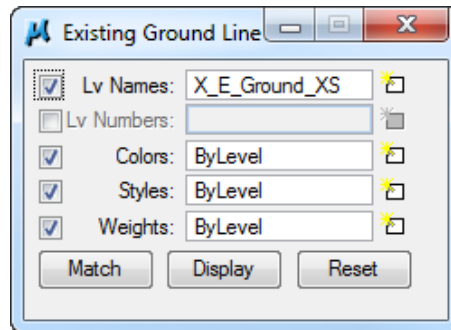 Existing Ground Line
Lv Names: X_E_Ground_XS
Lv Numbers:
Colors: ByLevel
Styles: ByLevel
Weights: ByLevel
Match Display Reset